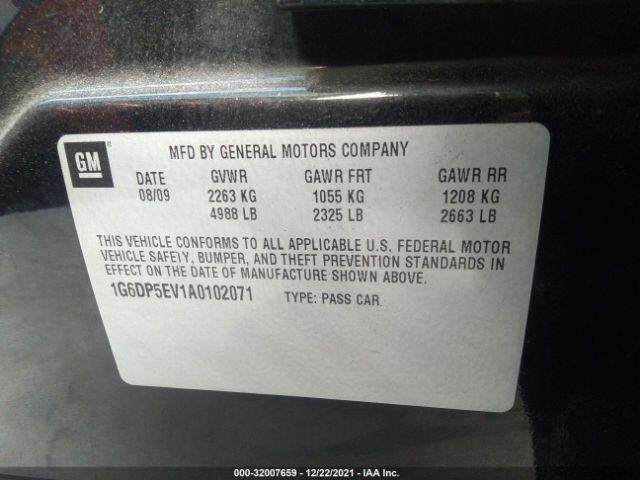 GM
MFD BY GENERAL MOTORS COMPANY
DATE GVWR GAWR FRT GAWR RR
08/09 2263 KG 1055 KG 1208 KG
4988 LB 2325 LB 2663 LB
THIS VEHICLE CONFORMS TO ALL APPLICABLE U.S. FEDERAL MOTOR
VEHICLE SAFETY, BUMPER, AND THEFT PREVENTION STANDARDS IN
EFFECT ON THE DATE OF MANUFACTURE SHOWN ABOVE.
1G6DP5EV1A0102071 TYPE: PASS CAR
000-32007659 - 12/22/2021 - IAA Inc.